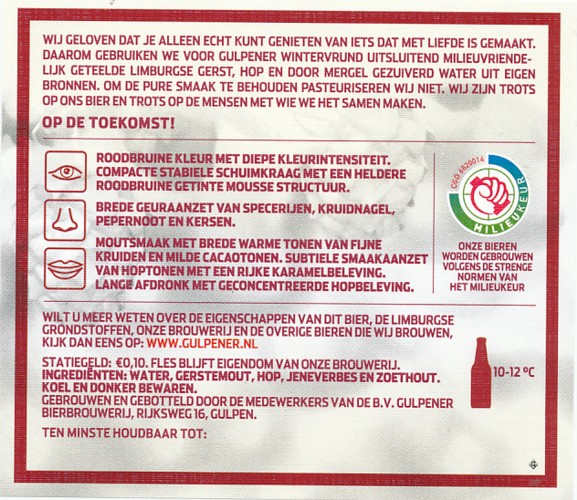 WIJ GELOVEN DAT JE ALLEEN ECHT KUNT GENIETEN VAN IETS DAT MET LIEFDE IS GEMAAKT.
DAAROM GEBRUIKEN WE VOOR GULPENER WINTERVRUND UITSLUITEND MILIEUVRIENDE-
LIJK GETEELDE LIMBURGSE GERST, HOP EN DOOR MERGEL GEZUIVERD WATER UIT EIGEN
BRONNEN. OM DE PURE SMAAK TE BEHOUDEN PASTEURISEREN WIJ NIET. WIJ ZIJN TROTS
OP ONS BIER EN TROTS OP DE MENSEN MET WIE WE HET SAMEN MAKEN.
OP DE TOEKOMST!
ROODBRUINE KLEUR MET DIEPE KLEURINTENSITEIT.
COMPACTE STABIELE SCHUIMKRAAG MET EEN HELDERE
ROODBRUINE GETINTE MOUSSE STRUCTUUR.
BREDE GEURAANZET VAN SPECERIJEN, KRUIDNAGEL,
PEPERNOOT EN KERSEN.
MOUTSMAAK MET BREDE WARME TONEN VAN FIJNE
KRUIDEN EN MILDE CACAOTONEN. SUBTIELE SMAAKAANZET
VAN HOPTONEN MET EEN RIJKE KARAMELBELEVING.
LANGE AFDRONK MET GECONCENTREERDE HOPBELEVING.
CGD 4820014
MILIEUKEUR
ONZE BIEREN
WORDEN GEBROUWEN
VOLGENS DE STRENGE
NORMEN VAN
HET MILIEUKEUR
WILT U MEER WETEN OVER DE EIGENSCHAPPEN VAN DIT BIER, DE LIMBURGSE
GRONDSTOFFEN, ONZE BROUWERIJ EN DE OVERIGE BIEREN DIE WIJ BROUWEN,
KIJK DAN EENS OP: WWW.GULPENER.NL
STATIEGELD: €0,10. FLES BLIJFT EIGENDOM VAN ONZE BROUWERIJ.
INGREDIËNTEN: WATER, GERSTEMOUT, HOP, JENEVERBES EN ZOETHOUT.
KOEL EN DONKER BEWAREN.
GEBROUWEN EN GEBOTTELD DOOR DE MEDEWERKERS VAN DE B.V. GULPENER
BIERBROUWERIJ, RIJKSWEG 16, GULPEN.
10-12 ºC
TEN MINSTE HOUDBAAR TOT: